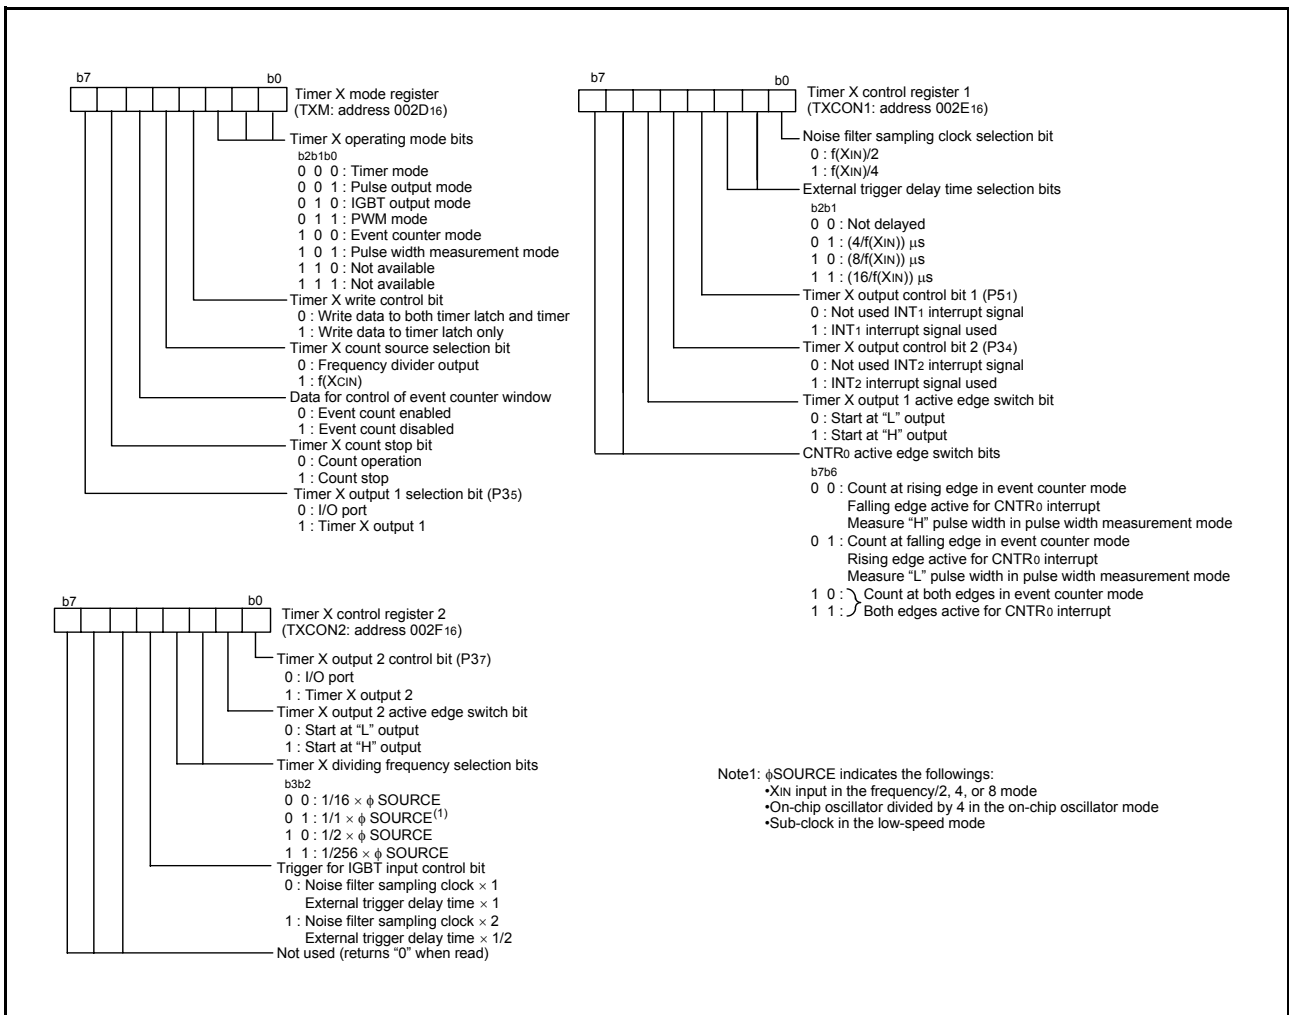 b7 b0
Timer X mode register
(TXM: address 002D16)
Timer X operating mode bits
b2b1b0
0 0 0 : Timer mode
0 0 1 : Pulse output mode
0 1 0 : IGBT output mode
0 1 1 : PWM mode
1 0 0 : Event counter mode
1 0 1 : Pulse width measurement mode
1 1 0 : Not available
1 1 1 : Not available
Timer X write control bit
0 : Write data to both timer latch and timer
1 : Write data to timer latch only
Timer X count source selection bit
0 : Frequency divider output
1 : f(XCIN)
Data for control of event counter window
0 : Event count enabled
1 : Event count disabled
Timer X count stop bit
0 : Count operation
1 : Count stop
Timer X output 1 selection bit (P35)
0 : I/O port
1 : Timer X output 1
b7 b0
Timer X control register 1
(TXCON1: address 002E16)
Noise filter sampling clock selection bit
0 : f(XIN)/2
1 : f(XIN)/4
External trigger delay time selection bits
b2b1
0 0 : Not delayed
0 1 : (4/f(XIN)) μs
1 0 : (8/f(XIN)) μs
1 1 : (16/f(XIN)) μs
Timer X output control bit 1 (P51)
0 : Not used INT1 interrupt signal
1 : INT1 interrupt signal used
Timer X output control bit 2 (P34)
0 : Not used INT2 interrupt signal
1 : INT2 interrupt signal used
Timer X output 1 active edge switch bit
0 : Start at “L” output
1 : Start at “H” output
CNTR0 active edge switch bits
b7b6
0 0 : Count at rising edge in event counter mode
Falling edge active for CNTR0 interrupt
Measure “H” pulse width in pulse width measurement mode
0 1 : Count at falling edge in event counter mode
Rising edge active for CNTR0 interrupt
Measure “L” pulse width in pulse width measurement mode
1 0 : Count at both edges in event counter mode
1 1 : Both edges active for CNTR0 interrupt
b7 b0
Timer X control register 2
(TXCON2: address 002F16)
Timer X output 2 control bit (P37)
0 : I/O port
1 : Timer X output 2
Timer X output 2 active edge switch bit
0 : Start at “L” output
1 : Start at “H” output
Timer X dividing frequency selection bits
b3b2
0 0 : 1/16 × φ SOURCE
0 1 : 1/1 × φ SOURCE(1)
1 0 : 1/2 × φ SOURCE
1 1 : 1/256 × φ SOURCE
Trigger for IGBT input control bit
0 : Noise filter sampling clock × 1
External trigger delay time × 1
1 : Noise filter sampling clock × 2
External trigger delay time × 1/2
Not used (returns “0” when read)
Note1: φSOURCE indicates the followings:
•XIN input in the frequency/2, 4, or 8 mode
•On-chip oscillator divided by 4 in the on-chip oscillator mode
•Sub-clock in the low-speed mode